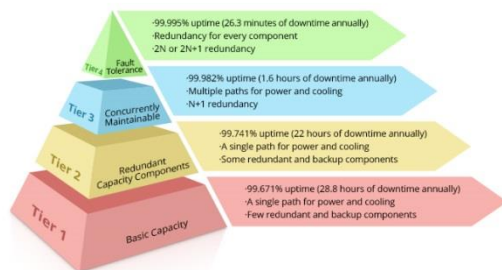 ·99.995% uptime (26.3 minutes of downtime annually)
·Redundancy for every component
·2N or 2N+1 redundancy
Tier 4
Fault
Tolerance
·99.982% uptime (1.6 hours of downtime annually)
·Multiple paths for power and cooling
·N+1 redundancy
Tier 3
Concurrently
Maintainable
·99.741% uptime (22 hours of downtime annually)
·A single path for power and cooling
·Some redundant and backup components
Tier 2
Redundant
Capacity Components
·99.671% uptime (28.8 hours of downtime annually)
·A single path for power and cooling
·Few redundant and backup components
Tier 1
Basic Capacity